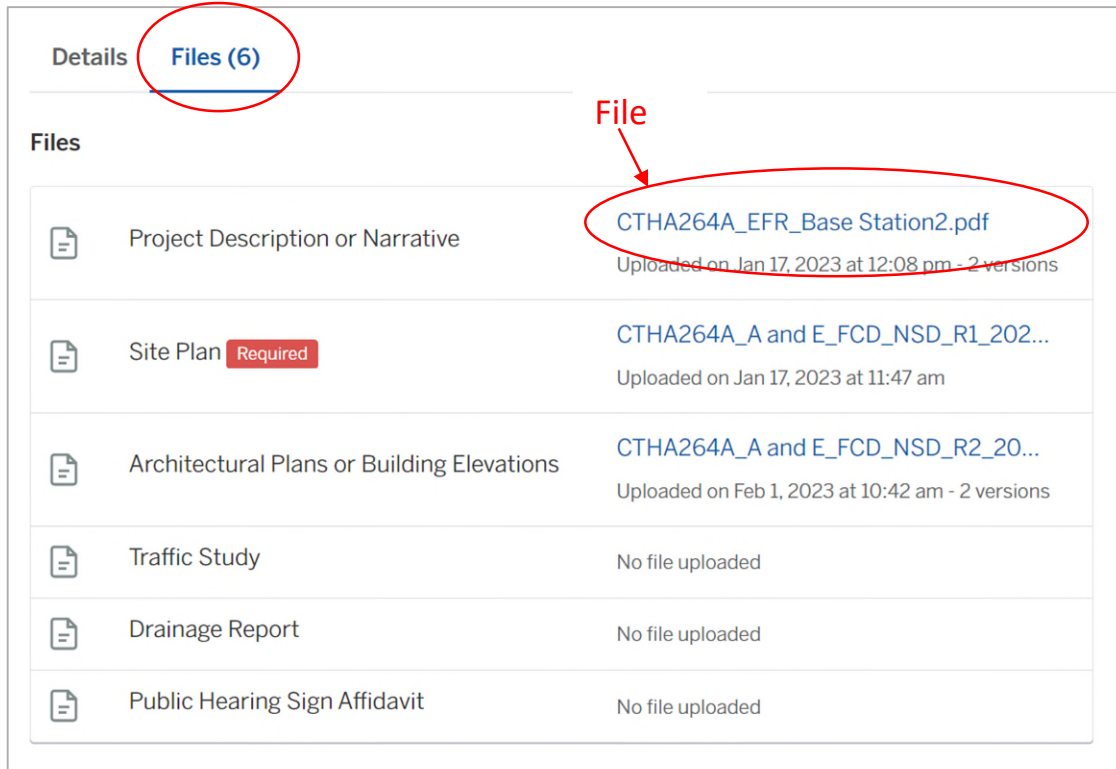 Details Files (6)
File
Files
Project Description or Narrative
CTHA264A_EFR_Base Station2.pdf
Uploaded on Jan 17, 2023 at 12:08 pm - 2 versions
Site Plan Required
CTHA264A_A and E_FCD_NSD_R1_202...
Uploaded on Jan 17, 2023 at 11:47 am
Architectural Plans or Building Elevations
CTHA264A_A and E_FCD_NSD_R2_20...
Uploaded on Feb 1, 2023 at 10:42 am - 2 versions
Traffic Study
No file uploaded
Drainage Report
No file uploaded
Public Hearing Sign Affidavit
No file uploaded